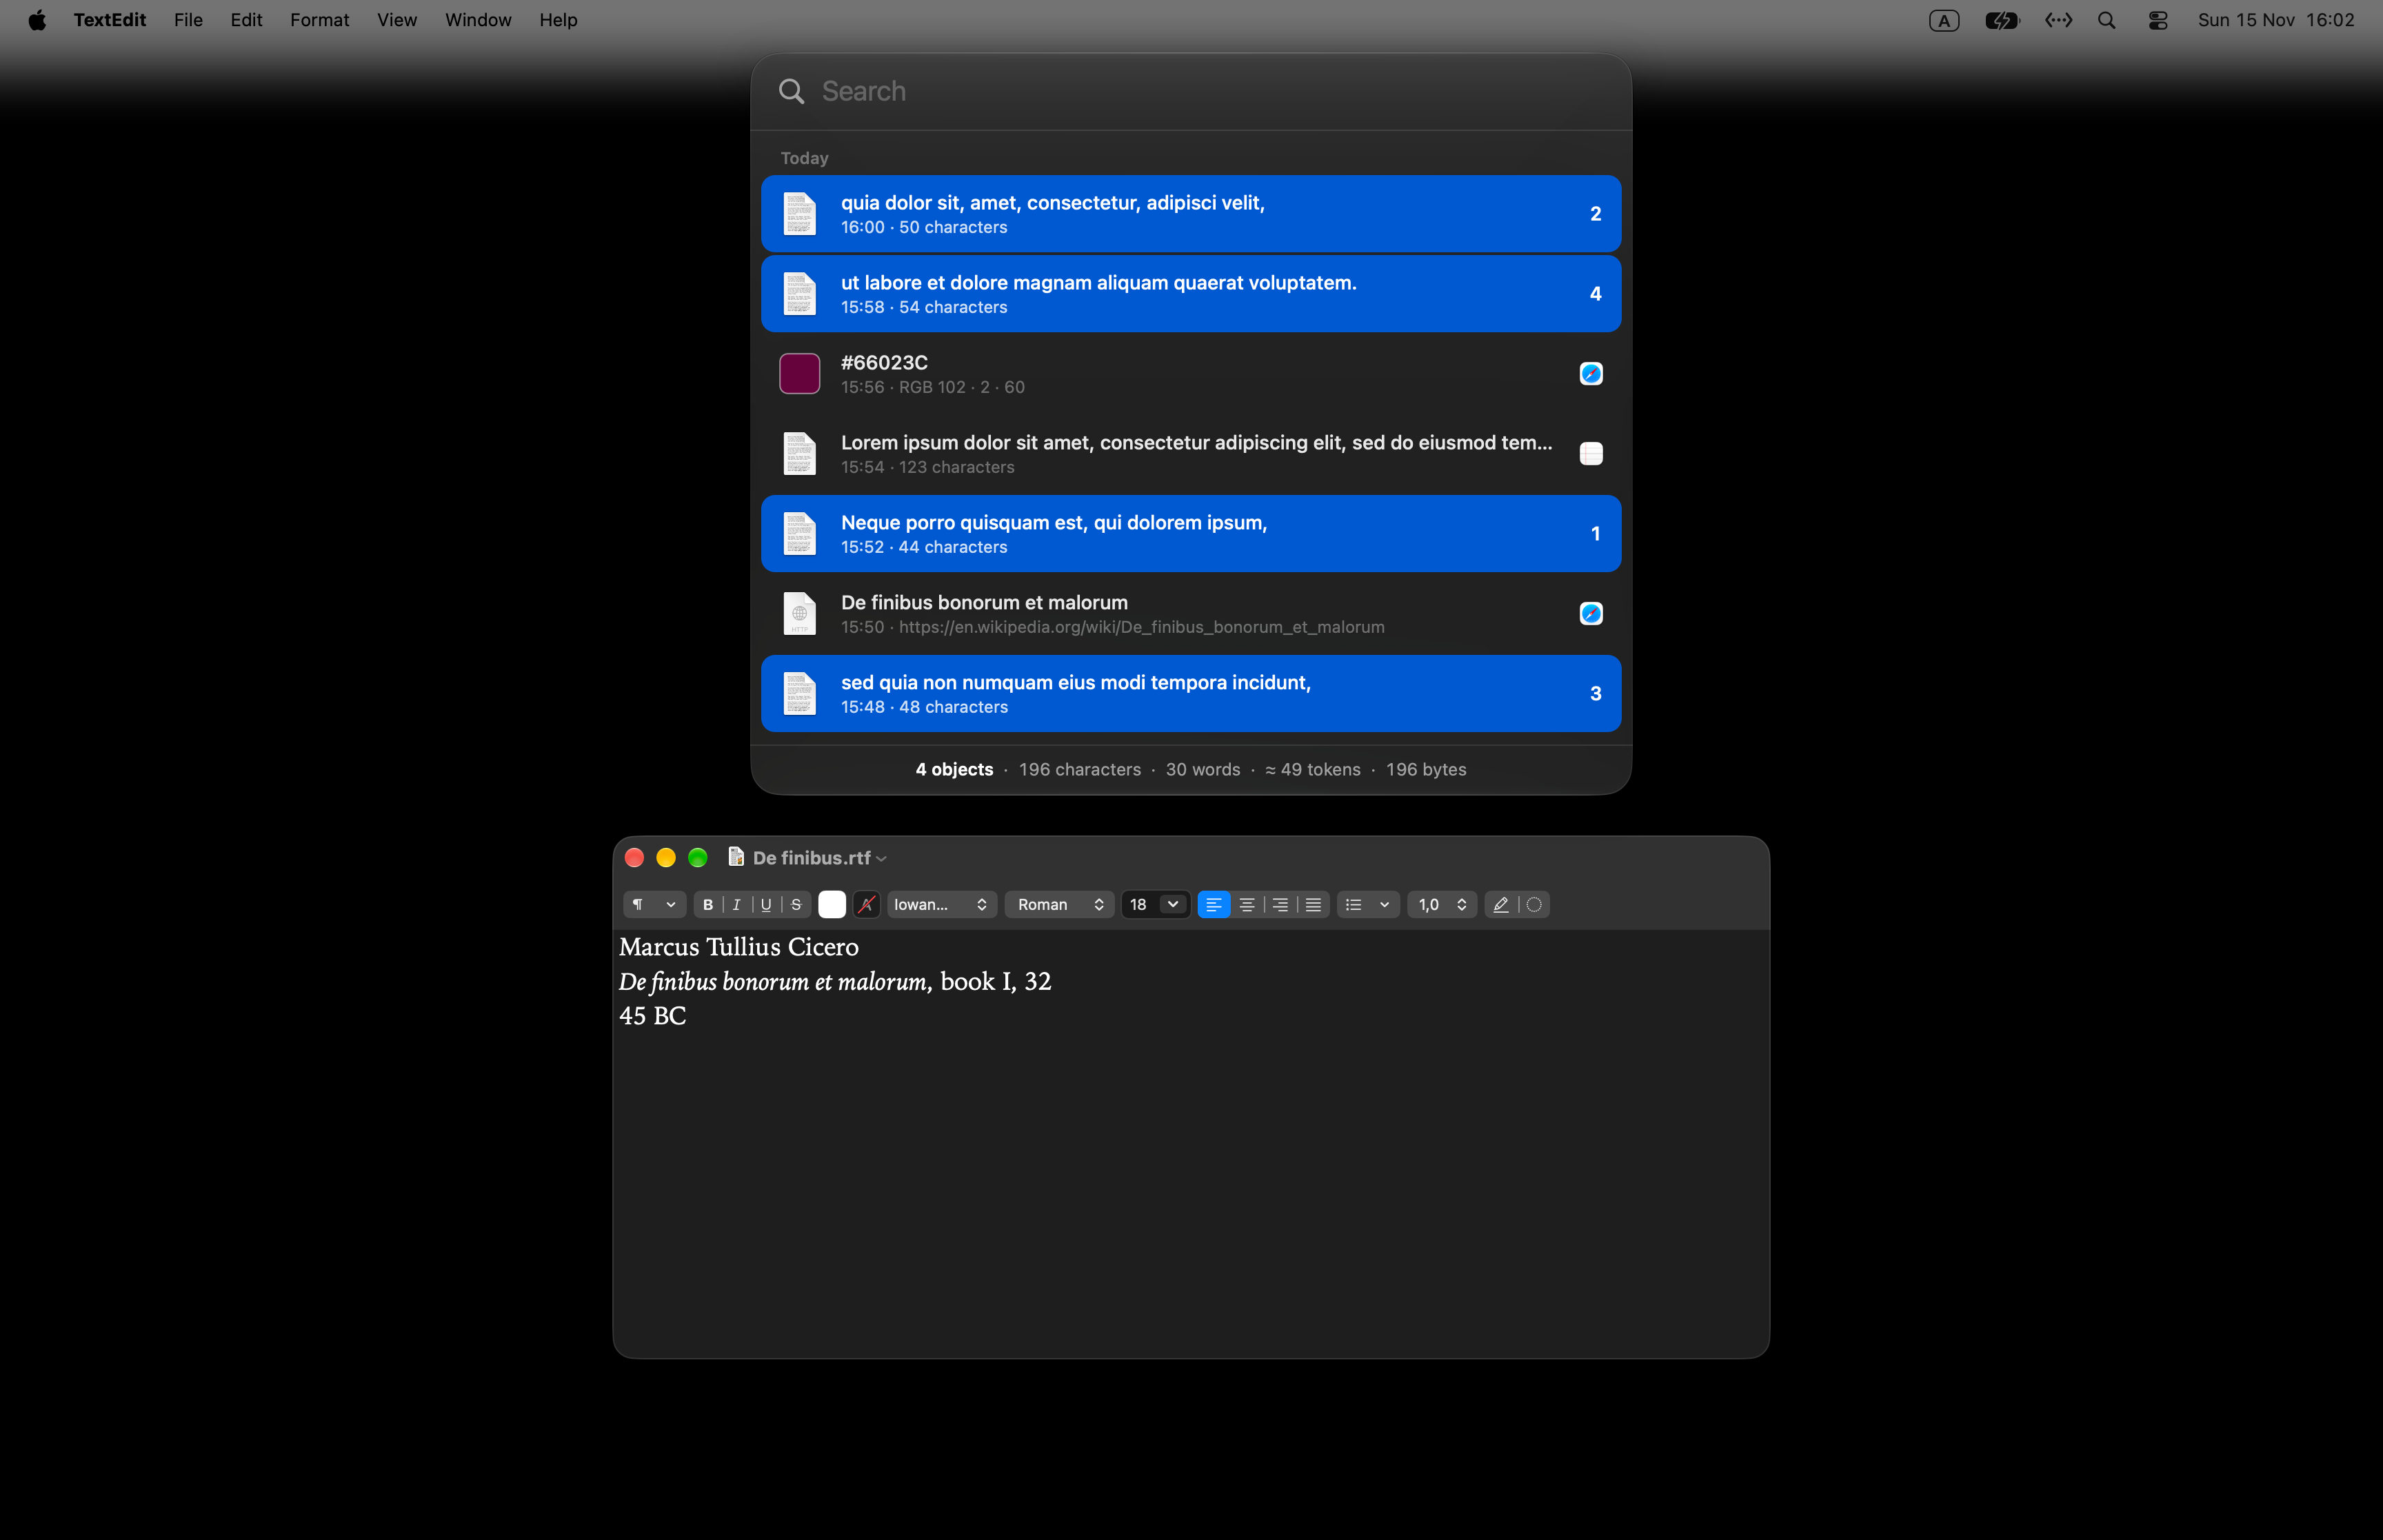 TextEdit File Edit Format View Window Help A Sun 15 Nov 16:02
Search
Today
quia dolor sit, amet, consectetur, adipisci velit,
16:00 · 50 characters
2
ut labore et dolore magnam aliquam quaerat voluptatem.
15:58 · 54 characters
4
#66023C
15:56 · RGB 102 · 2 · 60
Lorem ipsum dolor sit amet, consectetur adipiscing elit, sed do eiusmod tem...
15:54 · 123 characters
Neque porro quisquam est, qui dolorem ipsum,
15:52 · 44 characters
1
De finibus bonorum et malorum
15:50 · https://en.wikipedia.org/wiki/De_finibus_bonorum_et_malorum
HTTP
sed quia non numquam eius modi tempora incidunt,
15:48 · 48 characters
3
4 objects · 196 characters · 30 words · ≈ 49 tokens · 196 bytes
De finibus.rtf
¶ B I U S A Iowan... Roman 18 1,0
Marcus Tullius Cicero
De finibus bonorum et malorum, book I, 32
45 BC